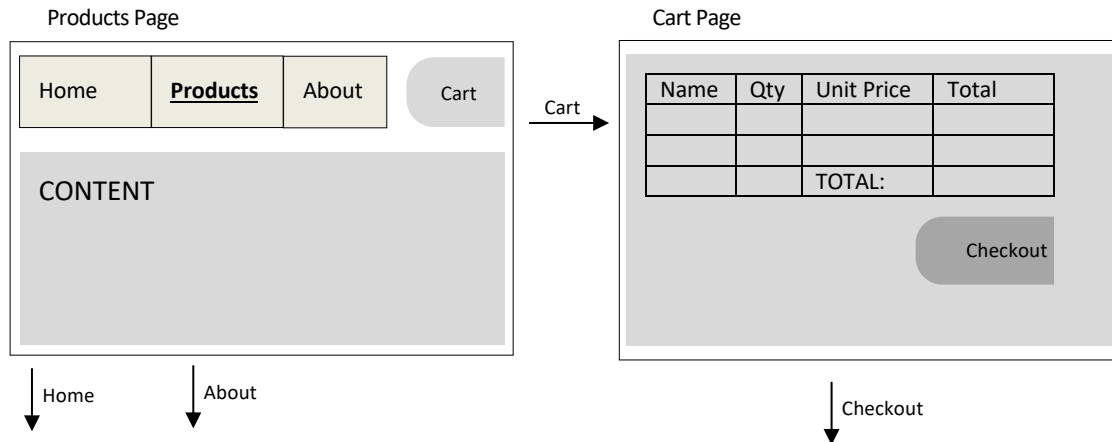 Products Page
Home Products About Cart
CONTENT
Home
About
Cart
Cart Page
Name Qty Unit Price Total
TOTAL:
Checkout
Checkout